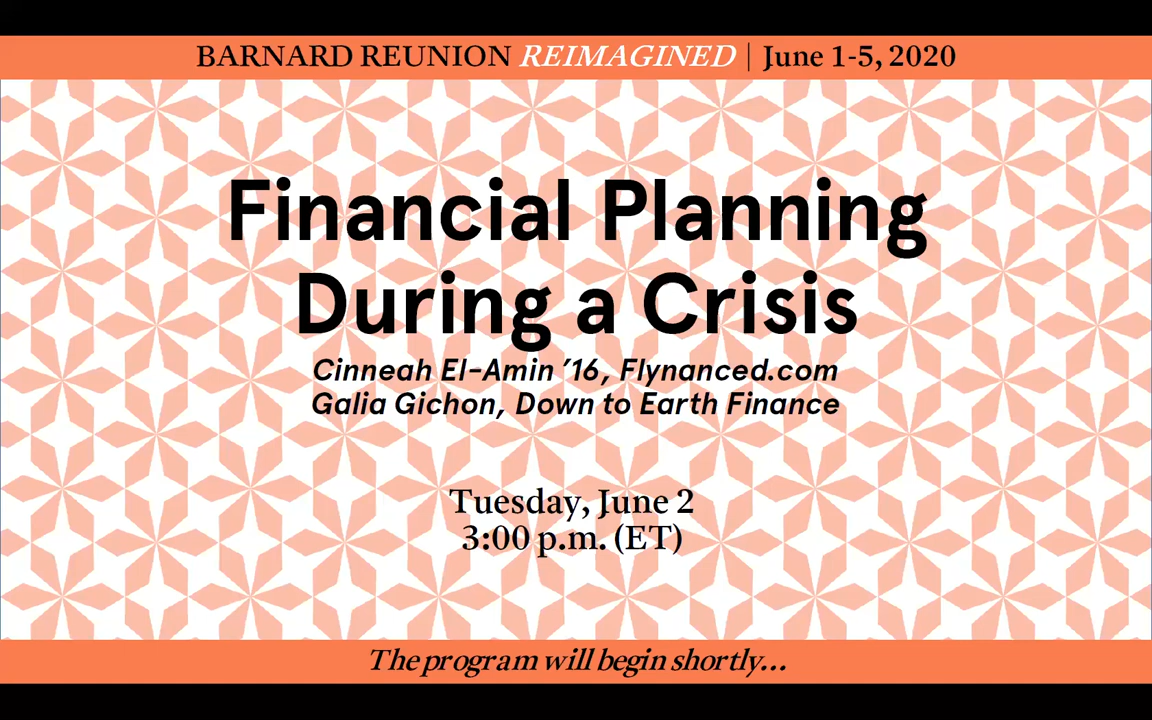 BARNARD REUNION REIMAGINED | June 1-5, 2020
Financial Planning
During a Crisis
Cinneah El-Amin ’16, Flynanced.com
Galia Gichon, Down to Earth Finance
Tuesday, June 2
3:00 p.m. (ET)
The program will begin shortly...